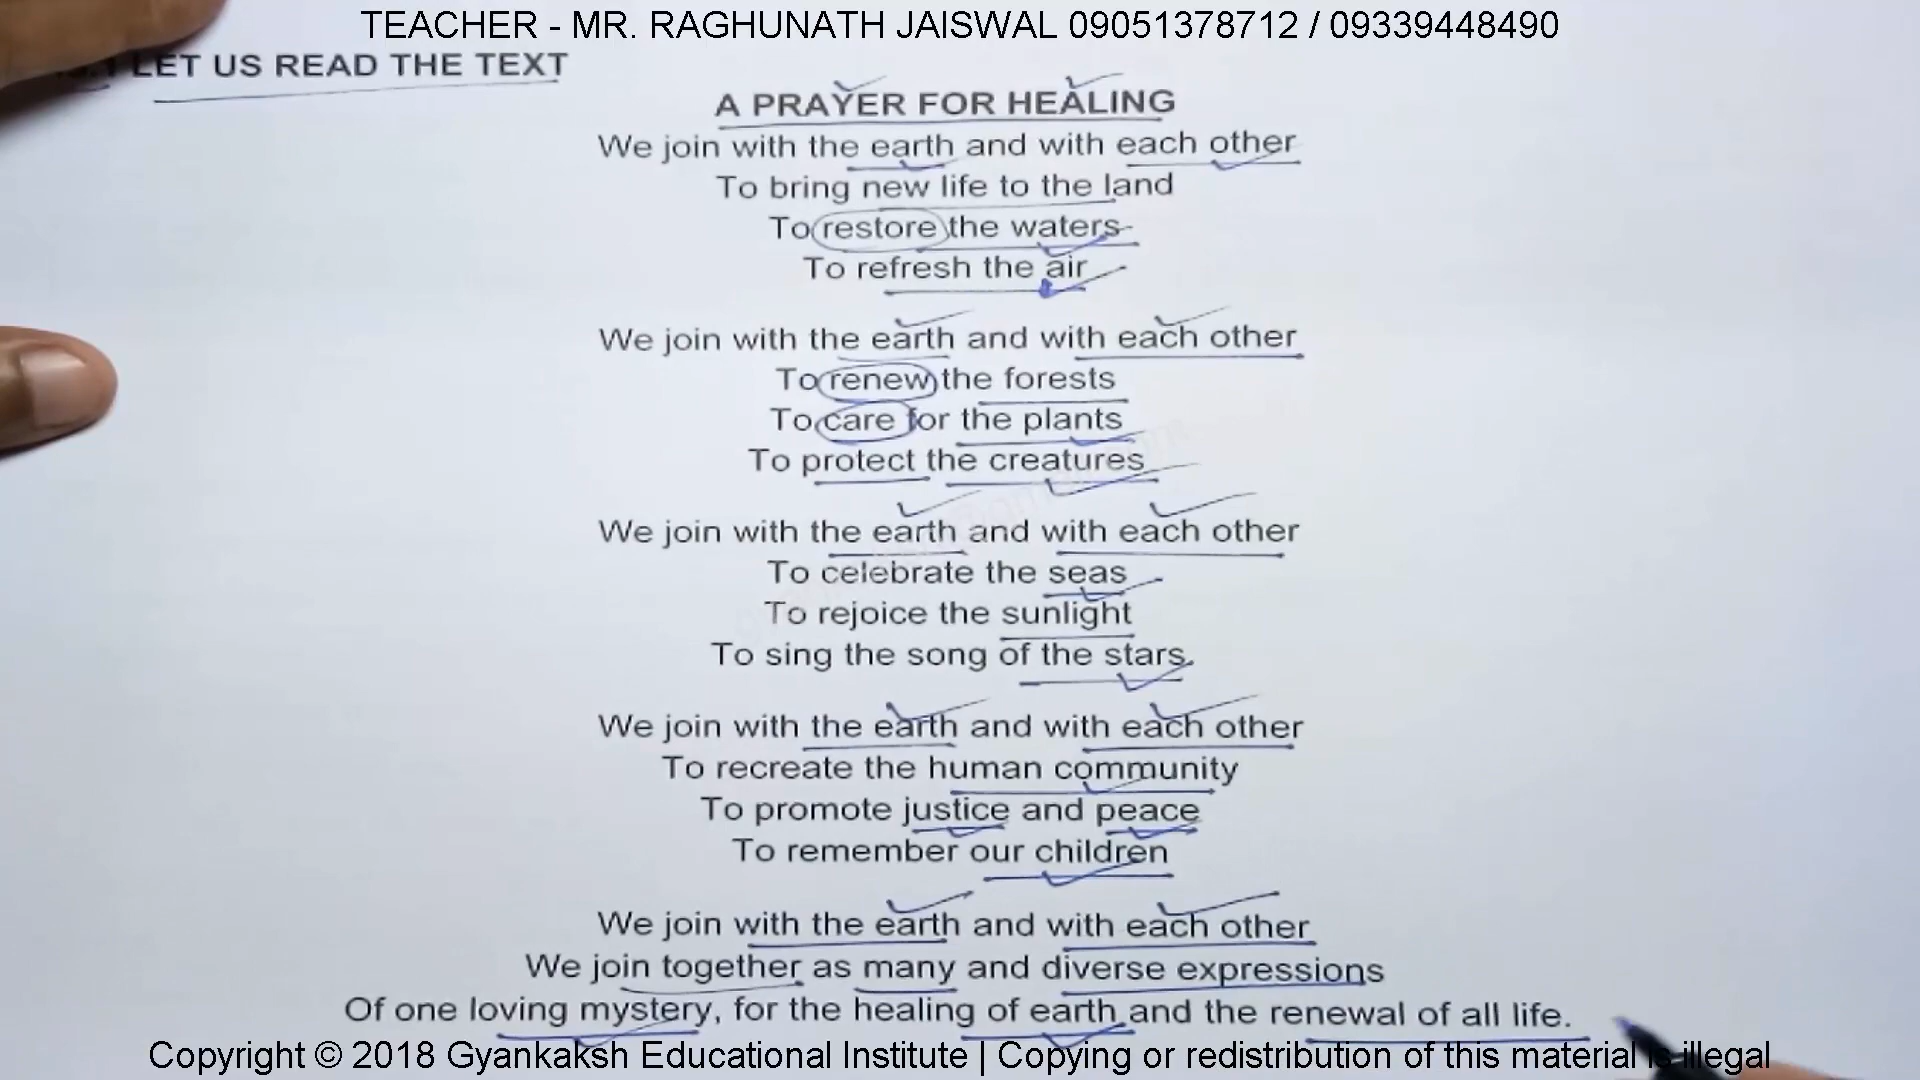 TEACHER - MR. RAGHUNATH JAISWAL 09051378712 / 09339448490
LET US READ THE TEXT
A PRAYER FOR HEALING
We join with the earth and with each other
To bring new life to the land
To restore the waters
To refresh the air
We join with the earth and with each other
To renew the forests
To care for the plants
To protect the creatures
We join with the earth and with each other
To celebrate the seas
To rejoice the sunlight
To sing the song of the stars.
We join with the earth and with each other
To recreate the human community
To promote justice and peace
To remember our children
We join with the earth and with each other
We join together as many and diverse expressions
Of one loving mystery, for the healing of earth and the renewal of all life.
Copyright © 2018 Gyankaksh Educational Institute | Copying or redistribution of this material is illegal